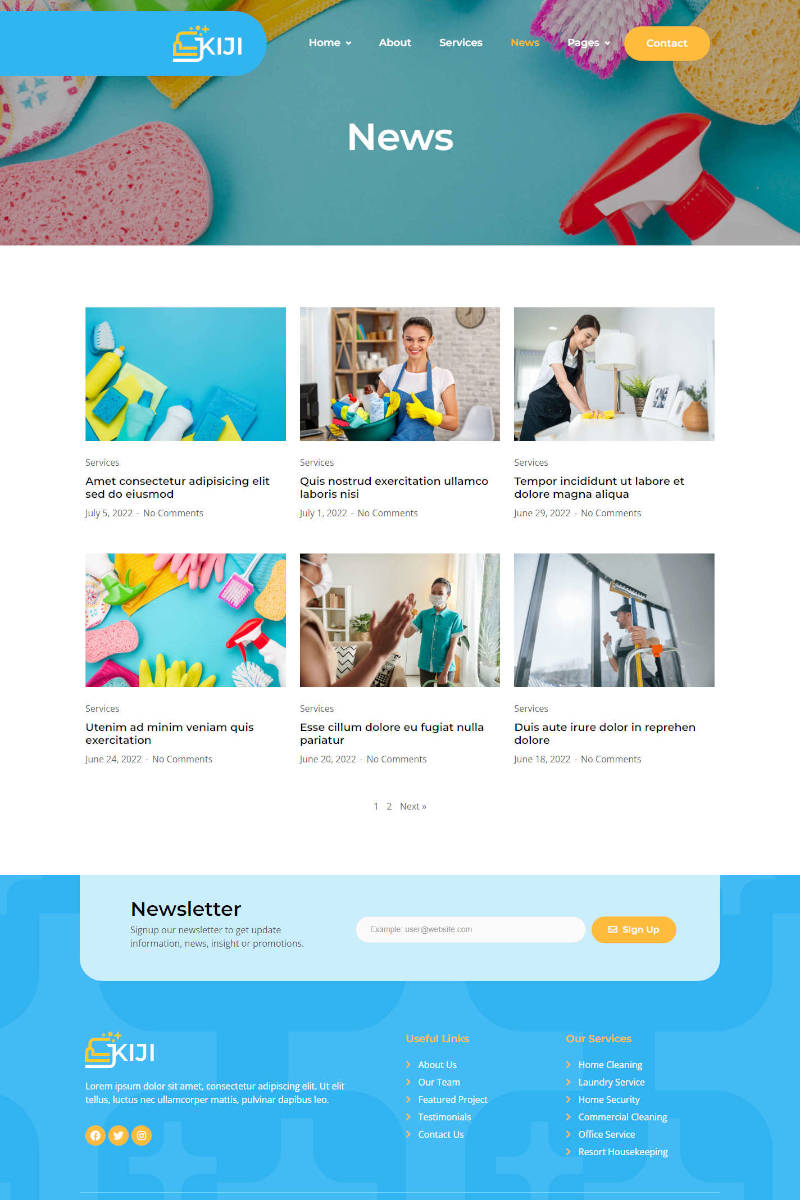 KIJI
Home
About
Services
News
Pages
Contact
News
Services
Amet consectetur adipisicing elit
sed do eiusmod
July 5, 2022 - No Comments
Services
Quis nostrud exercitation ullamco
laboris nisi
July 1, 2022 - No Comments
Services
Tempor incididunt ut labore et
dolore magna aliqua
June 29, 2022 - No Comments
Services
Utenim ad minim veniam quis
exercitation
June 24, 2022 - No Comments
Services
Esse cillum dolore eu fugiat nulla
pariatur
June 20, 2022 - No Comments
Services
Duis aute irure dolor in reprehen
dolore
June 18, 2022 - No Comments
1 2 Next »
Newsletter
Signup our newsletter to get update
information, news, insight or promotions.
Example: user@website.com
Sign Up
KIJI
Lorem ipsum dolor sit amet, consectetur adipiscing elit. Ut elit
tellus, luctus nec ullamcorper mattis, pulvinar dapibus leo.
Useful Links
About Us
Our Team
Featured Project
Testimonials
Contact Us
Our Services
Home Cleaning
Laundry Service
Home Security
Commercial Cleaning
Office Service
Resort Housekeeping